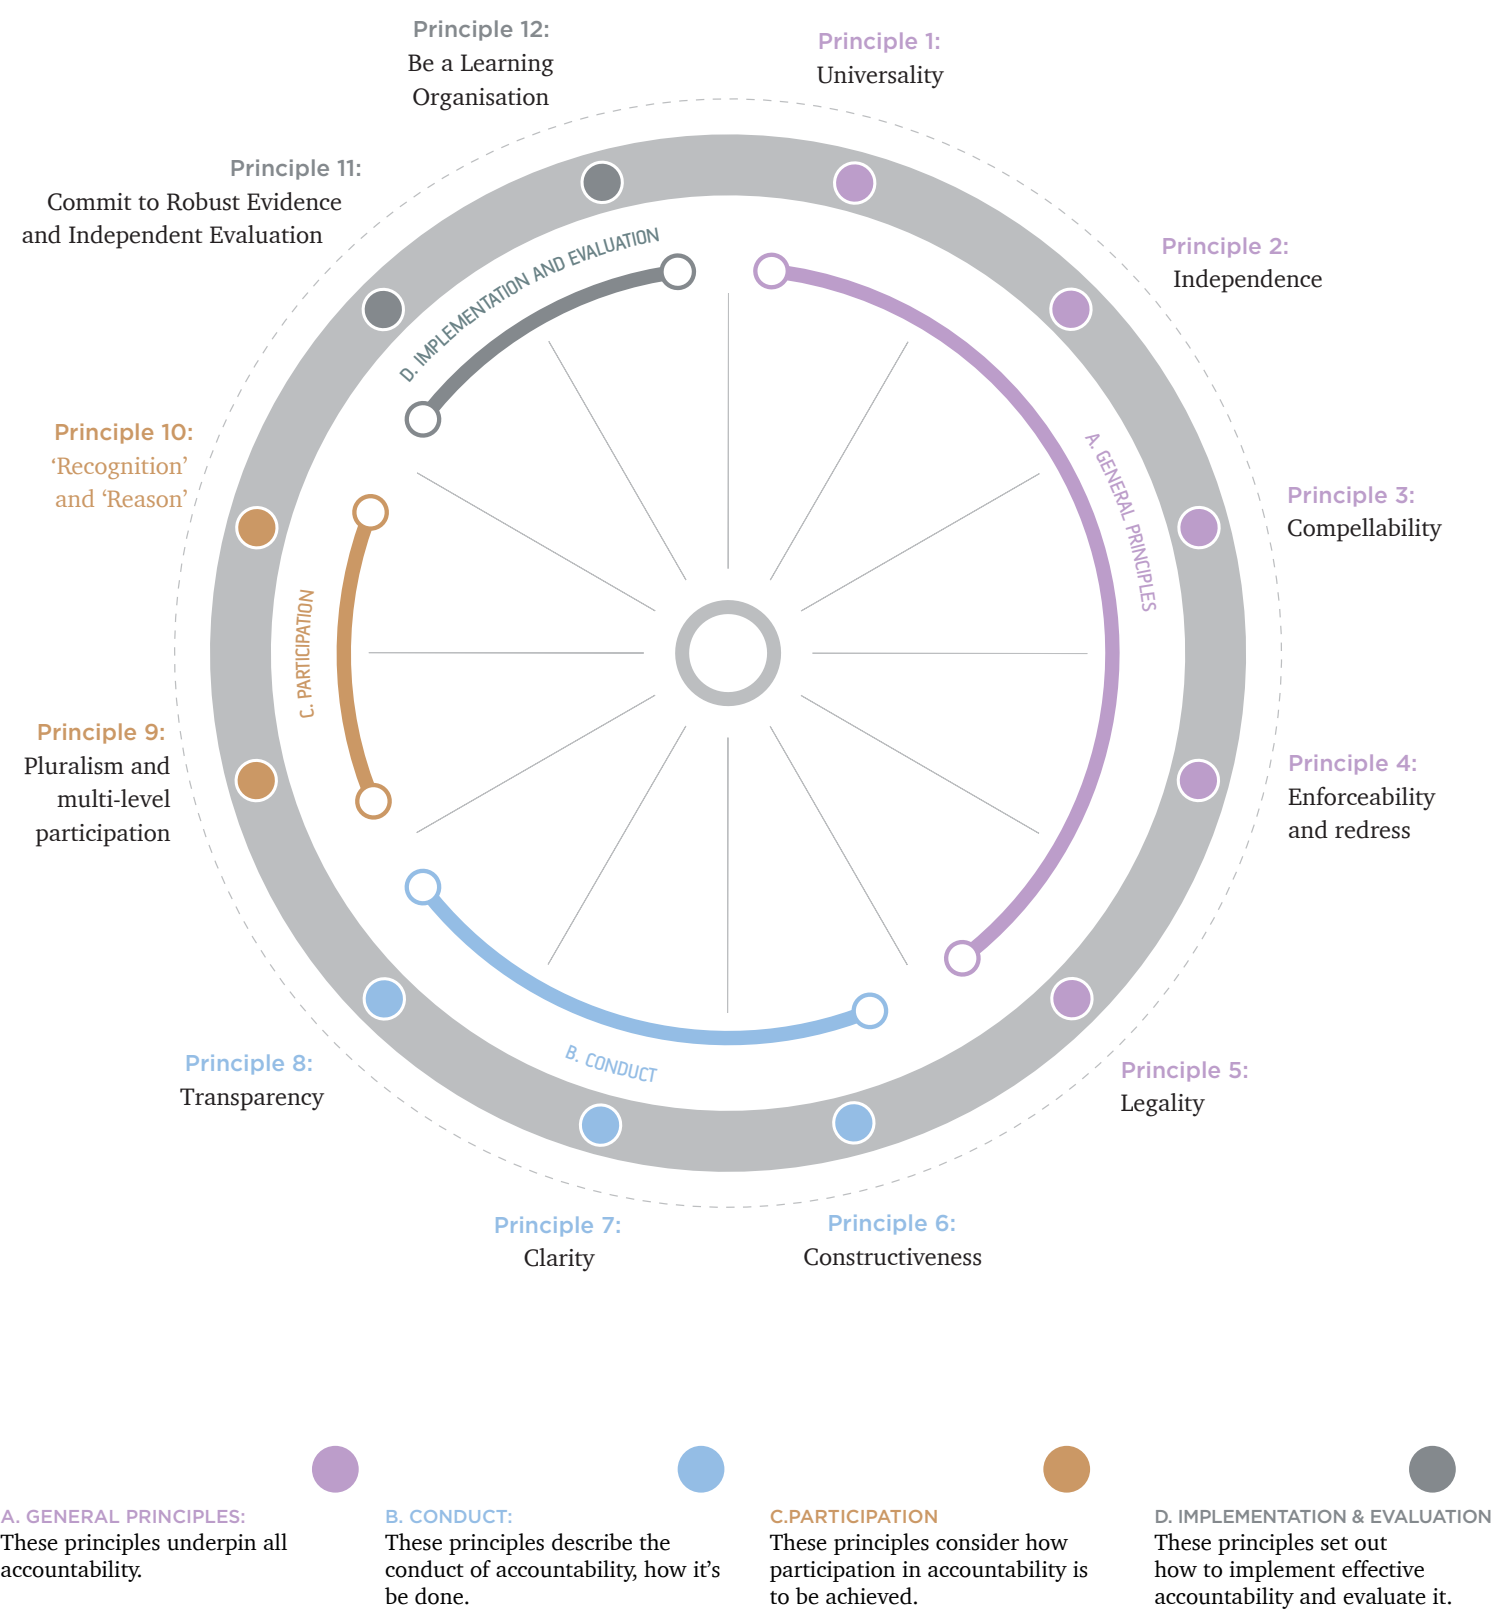 Principle 12:
Be a Learning
Organisation
Principle 1:
Universality
Principle 11:
Commit to Robust Evidence
and Independent Evaluation
Principle 2:
Independence
D. IMPLEMENTATION AND EVALUATION
Principle 10:
‘Recognition’
and ‘Reason’
A. GENERAL PRINCIPLES
Principle 3:
Compellability
C. PARTICIPATION
Principle 9:
Pluralism and
multi-level
participation
Principle 4:
Enforceability
and redress
Principle 8:
Transparency
B. CONDUCT
Principle 5:
Legality
Principle 7:
Clarity
Principle 6:
Constructiveness
A. GENERAL PRINCIPLES:
These principles underpin all
accountability.
B. CONDUCT:
These principles describe the
conduct of accountability, how it’s
be done.
C.PARTICIPATION
These principles consider how
participation in accountability is
to be achieved.
D. IMPLEMENTATION & EVALUATION
These principles set out
how to implement effective
accountability and evaluate it.